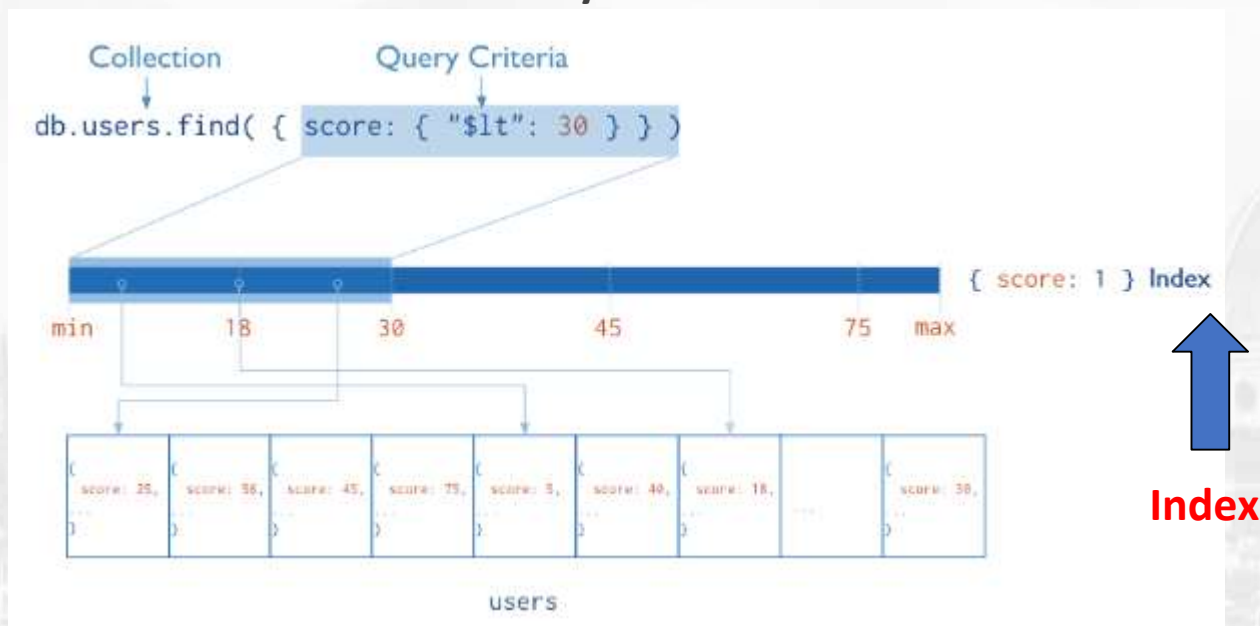 Collection Query Criteria
db.users.find( { score: { "$lt": 30 } } )
{ score: 1 } Index
min 18 30 45 75 max
{ { { { { { { {
score: 25, score: 56, score: 45, score: 75, score: 5, score: 40, score: 18, score: 30,
... ... ... ... ... ... ... ... ...
} } } } } } } }
Index
users